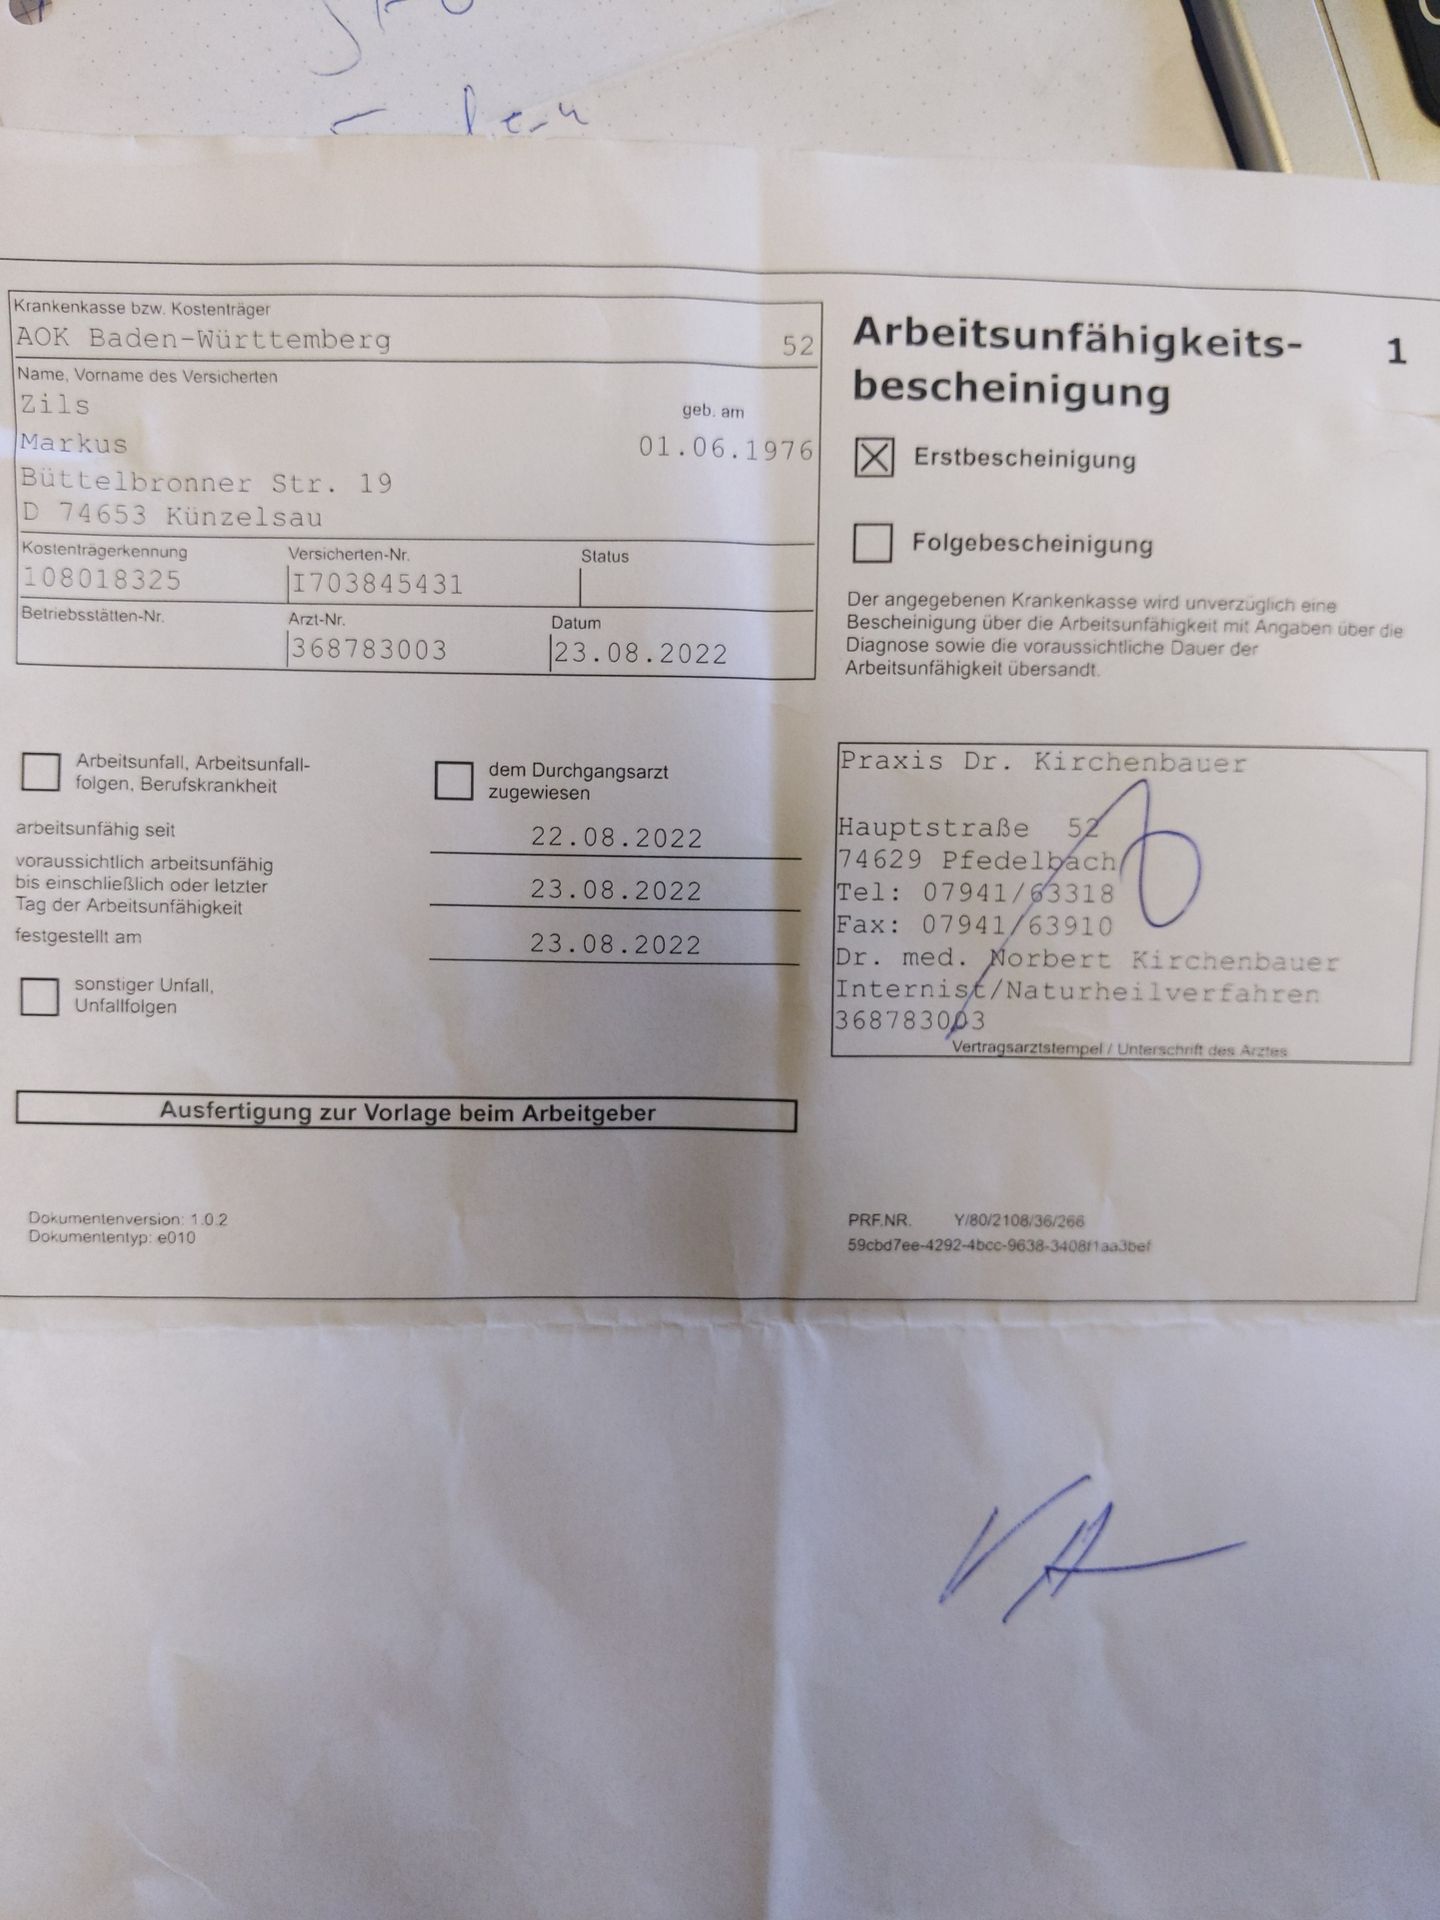 Krankenkasse bzw. Kostenträger
AOK Baden-Württemberg 52
Name, Vorname des Versicherten
Zils
geb. am
Markus 01.06.1976
Büttelbronner Str. 19
D 74653 Künzelsau
Kostenträgerkennung Versicherten-Nr. Status
108018325 I703845431
Betriebsstätten-Nr. Arzt-Nr. Datum
368783003 23.08.2022
Arbeitsunfähigkeits- 1
bescheinigung
Erstbescheinigung
Folgebescheinigung
Der angegebenen Krankenkasse wird unverzüglich eine
Bescheinigung über die Arbeitsunfähigkeit mit Angaben über die
Diagnose sowie die voraussichtliche Dauer der
Arbeitsunfähigkeit übersandt.
Arbeitsunfall, Arbeitsunfall-
folgen, Berufskrankheit
dem Durchgangsarzt
zugewiesen
arbeitsunfähig seit 22.08.2022
voraussichtlich arbeitsunfähig
bis einschließlich oder letzter 23.08.2022
Tag der Arbeitsunfähigkeit
festgestellt am 23.08.2022
sonstiger Unfall,
Unfallfolgen
Praxis Dr. Kirchenbauer
Hauptstraße 52
74629 Pfedelbach
Tel: 07941/63318
Fax: 07941/63910
Dr. med. Norbert Kirchenbauer
Internist/Naturheilverfahren
368783003
Vertragsarztstempel / Unterschrift des Arztes
Ausfertigung zur Vorlage beim Arbeitgeber
Dokumentenversion: 1.0.2
Dokumententyp: e010
PRF.NR. Y/80/2108/36/266
59cbd7ee-4292-4bcc-9638-3408f1aa3bef